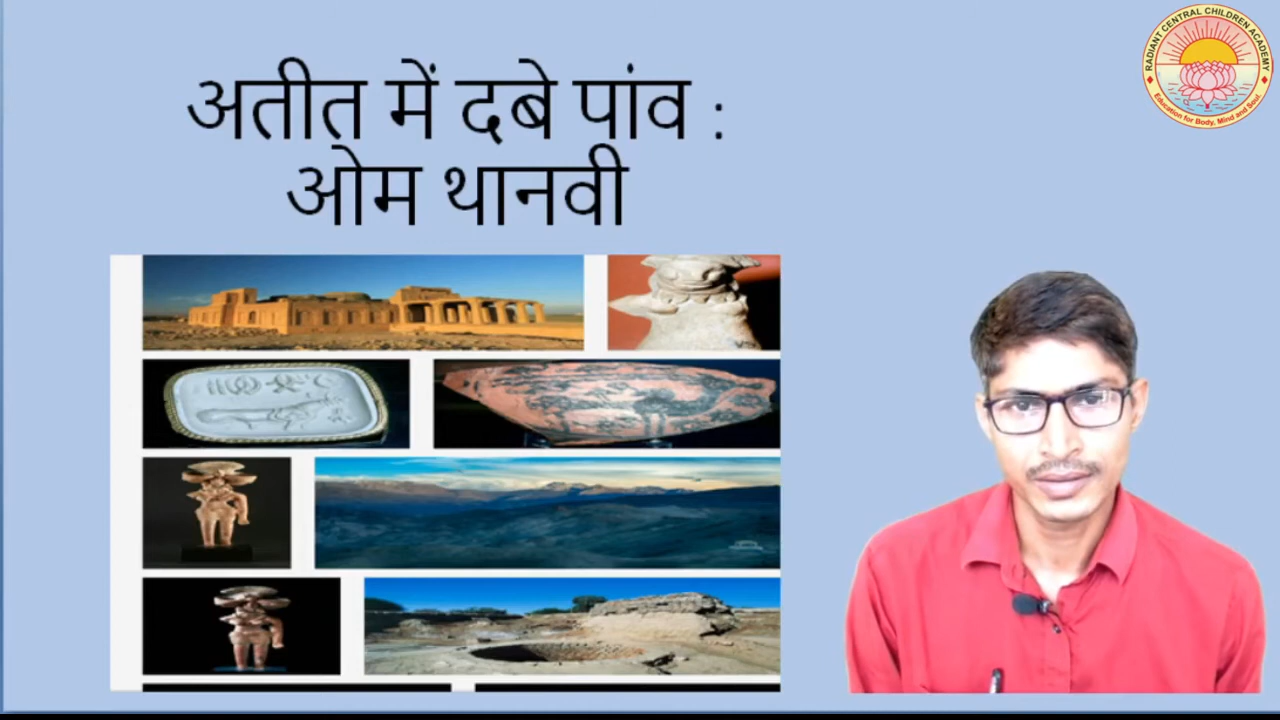 अतीत में दबे पांव :
ओम थानवी
RADIANT CENTRAL CHILDREN ACADEMY
Education for Body, Mind and Soul